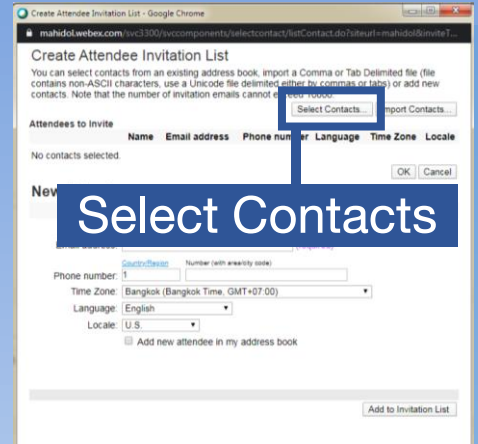 Create Attendee Invitation List - Google Chrome
mahidol.webex.com/svc3300/svccomponents/selectcontact/listContact.do?siteurl=mahidol&inviteT...
Create Attendee Invitation List
You can select contacts from an existing address book, import a Comma or Tab Delimited file (file
contains non-ASCII characters, use a Unicode file delimited either by commas or tabs) or add new
contacts. Note that the number of invitation emails cannot exceed 10000.
Select Contacts... Import Contacts...
Attendees to Invite
Name Email address Phone number Language Time Zone Locale
No contacts selected.
OK Cancel
New
Select Contacts
Email address: (required)
Country/Region Number (with area/city code)
Phone number: 1
Time Zone: Bangkok (Bangkok Time, GMT+07:00)
Language: English
Locale: U.S.
Add new attendee in my address book
Add to Invitation List